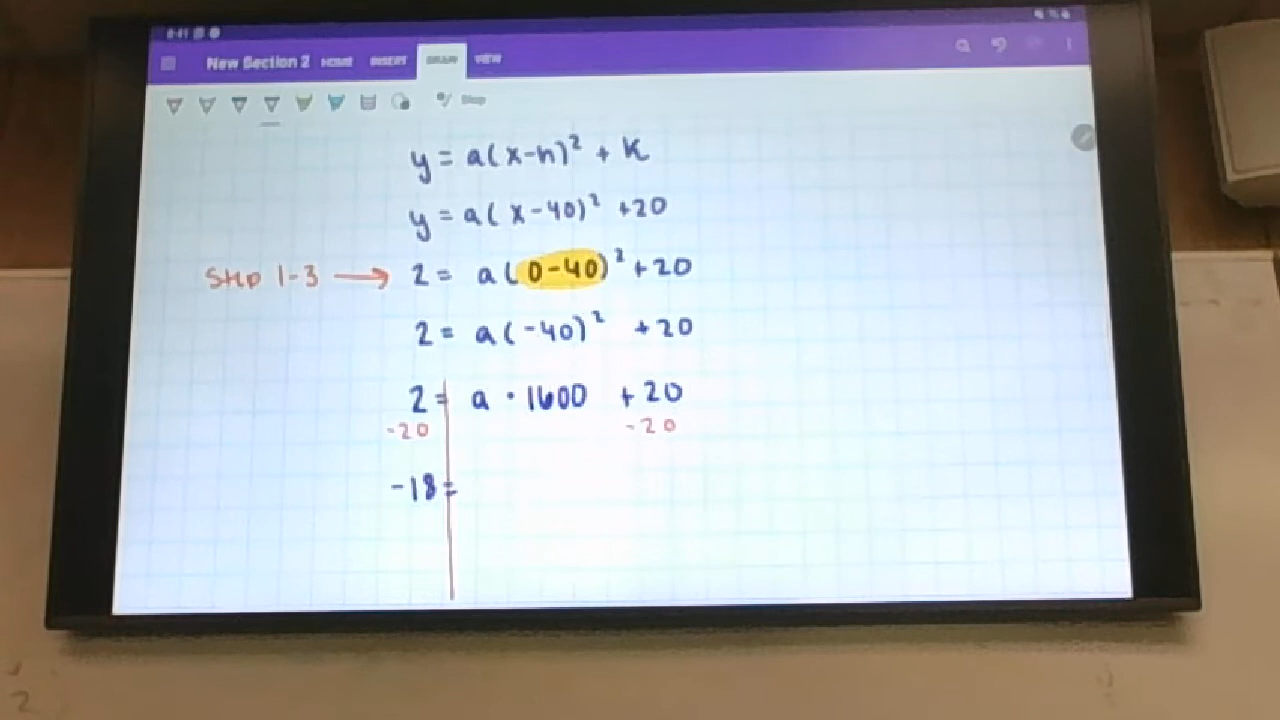 New Section 2 HOME INSERT DRAW VIEW
y = a(x-h)² + k
y = a(x-40)² +20
Step 1-3 → 2 = a(0-40)² +20
2 = a(-40)² +20
2 = a · 1600 +20
-20 -20
-18 =